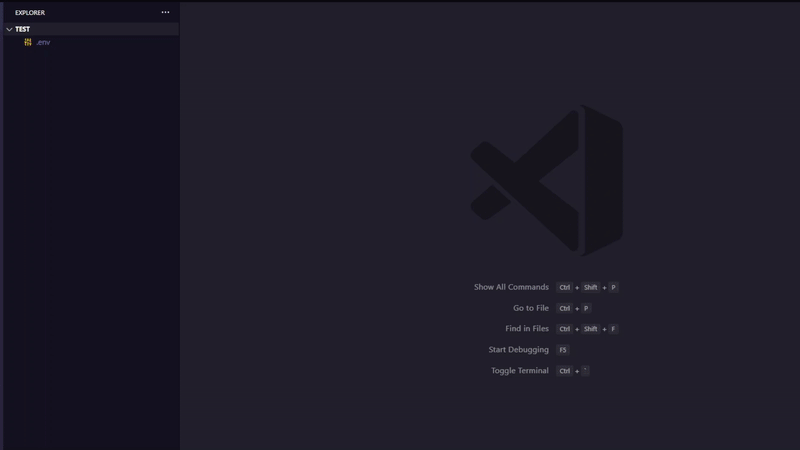 EXPLORER
TEST
.env
Show All Commands Ctrl + Shift + P
Go to File Ctrl + P
Find in Files Ctrl + Shift + F
Start Debugging F5
Toggle Terminal Ctrl + `